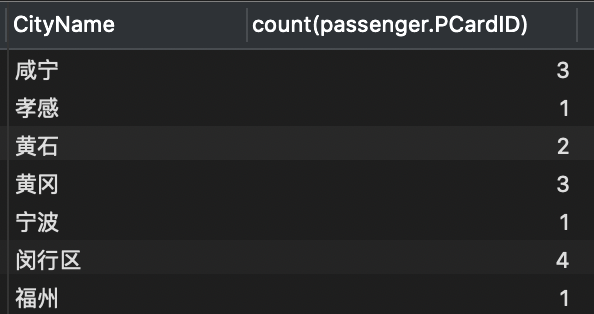 CityName count(passenger.PCardID)
咸宁 3
孝感 1
黄石 2
黄冈 3
宁波 1
闵行区 4
福州 1